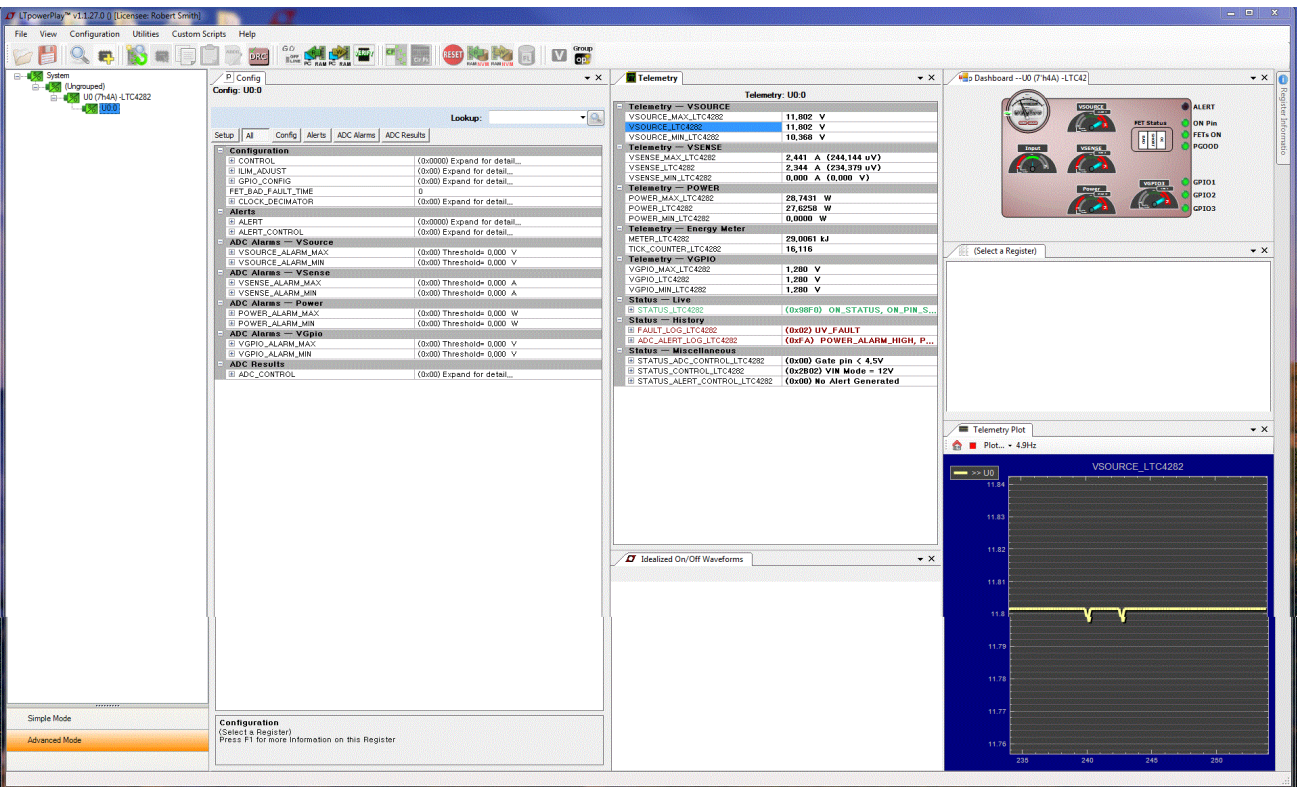 LTpowerPlay™ v1.1.27.0 () [Licensee: Robert Smith]
File View Configuration Utilities Custom Scripts Help
System
(Ungrouped)
U0 (7'h4A) -LTC4282
U0:0
Simple Mode
Advanced Mode
Config
Config: U0:0
Lookup:
Setup All Config Alerts ADC Alarms ADC Results
Configuration
CONTROL (0x0000) Expand for detail...
ILIM_ADJUST (0x00) Expand for detail...
GPIO_CONFIG (0x00) Expand for detail...
FET_BAD_FAULT_TIME 0
CLOCK_DECIMATOR (0x00) Expand for detail...
Alerts
ALERT (0x0000) Expand for detail...
ALERT_CONTROL (0x00) Expand for detail...
ADC Alarms — VSource
VSOURCE_ALARM_MAX (0x00) Threshold= 0,000 V
VSOURCE_ALARM_MIN (0x00) Threshold= 0,000 V
ADC Alarms — VSense
VSENSE_ALARM_MAX (0x00) Threshold= 0,000 A
VSENSE_ALARM_MIN (0x00) Threshold= 0,000 A
ADC Alarms — Power
POWER_ALARM_MAX (0x00) Threshold= 0,000 W
POWER_ALARM_MIN (0x00) Threshold= 0,000 W
ADC Alarms — VGpio
VGPIO_ALARM_MAX (0x00) Threshold= 0,000 V
VGPIO_ALARM_MIN (0x00) Threshold= 0,000 V
ADC Results
ADC_CONTROL (0x00) Expand for detail...
Configuration
(Select a Register)
Press F1 for more Information on this Register
Telemetry
Telemetry: U0:0
Telemetry — VSOURCE
VSOURCE_MAX_LTC4282 11,802 V
VSOURCE_LTC4282 11,802 V
VSOURCE_MIN_LTC4282 10,368 V
Telemetry — VSENSE
VSENSE_MAX_LTC4282 2,441 A (244,144 uV)
VSENSE_LTC4282 2,344 A (234,379 uV)
VSENSE_MIN_LTC4282 0,000 A (0,000 V)
Telemetry — POWER
POWER_MAX_LTC4282 28,7431 W
POWER_LTC4282 27,6258 W
POWER_MIN_LTC4282 0,0000 W
Telemetry — Energy Meter
METER_LTC4282 29,0061 kJ
TICK_COUNTER_LTC4282 16,116
Telemetry — VGPIO
VGPIO_MAX_LTC4282 1,280 V
VGPIO_LTC4282 1,280 V
VGPIO_MIN_LTC4282 1,280 V
Status — Live
STATUS_LTC4282 (0x98F0) ON_STATUS, ON_PIN_S...
Status — History
FAULT_LOG_LTC4282 (0x02) UV_FAULT
ADC_ALERT_LOG_LTC4282 (0xFA) POWER_ALARM_HIGH, P...
Status — Miscellaneous
STATUS_ADC_CONTROL_LTC4282 (0x00) Gate pin < 4,5V
STATUS_CONTROL_LTC4282 (0x2B02) VIN Mode = 12V
STATUS_ALERT_CONTROL_LTC4282 (0x00) No Alert Generated
Idealized On/Off Waveforms
Dashboard --U0 (7'h4A) -LTC42
VSOURCE
FET Status
Input
VSENSE
Power
VGPIO3
ALERT
ON Pin
FETs ON
PGOOD
GPIO1
GPIO2
GPIO3
Register Informatio
(Select a Register)
Telemetry Plot
Plot... 4.9Hz
VSOURCE_LTC4282
>> U0
11.84
11.83
11.82
11.81
11.8
11.79
11.78
11.77
11.76
235 240 245 250